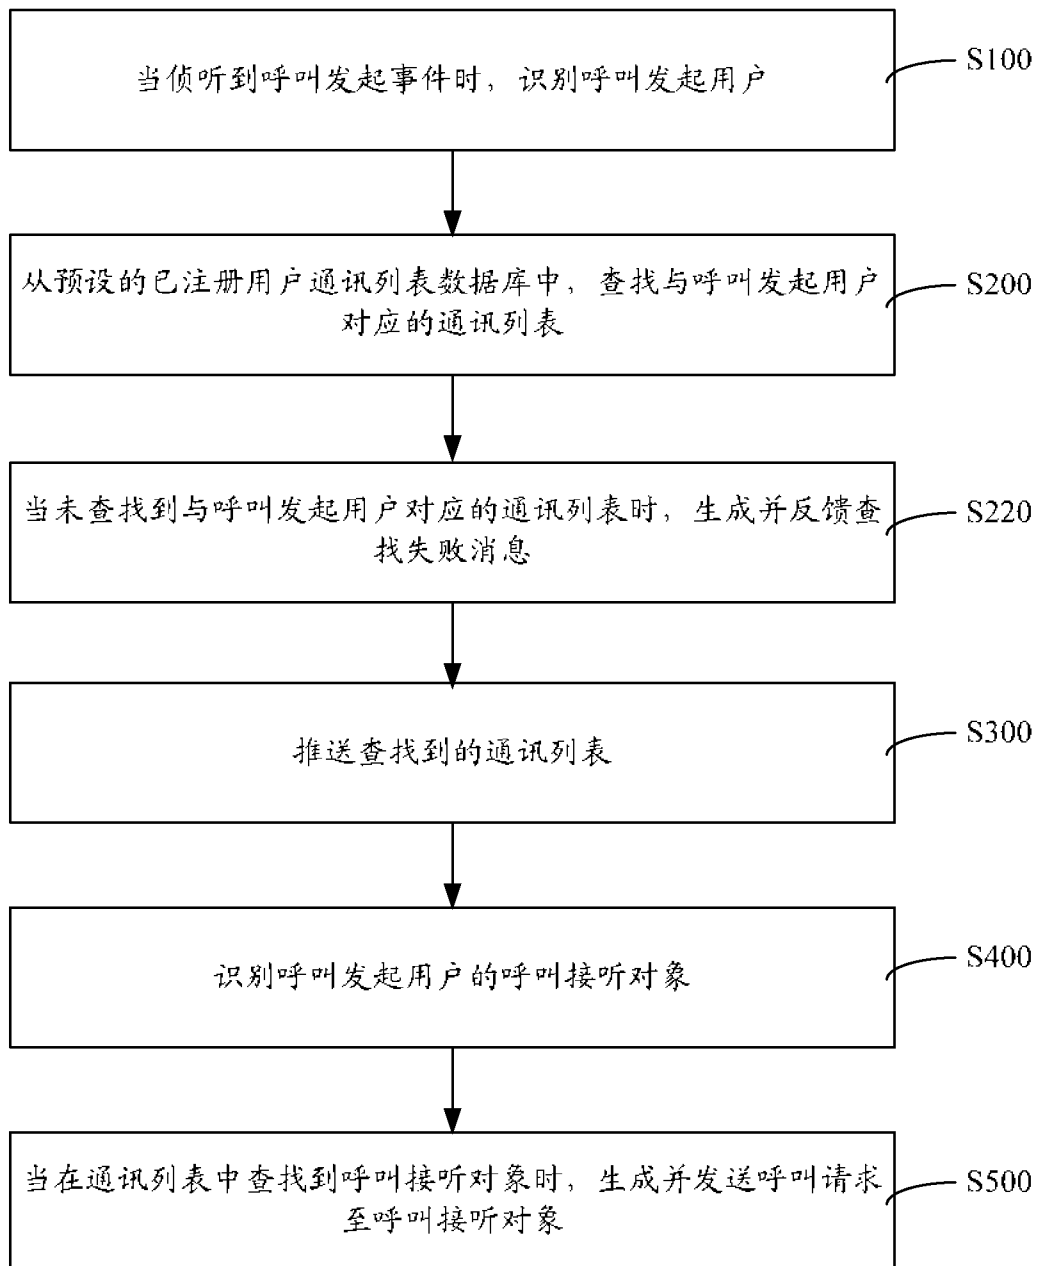 当侦听到呼叫发起事件时，识别呼叫发起用户
S100
从预设的已注册用户通讯列表数据库中，查找与呼叫发起用户
对应的通讯列表
S200
当未查找到与呼叫发起用户对应的通讯列表时，生成并反馈查
找失败消息
S220
推送查找到的通讯列表
S300
识别呼叫发起用户的呼叫接听对象
S400
当在通讯列表中查找到呼叫接听对象时，生成并发送呼叫请求
至呼叫接听对象
S500